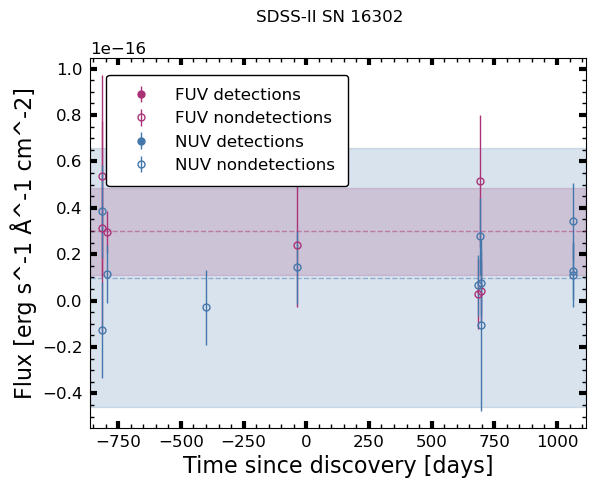 SDSS-II SN 16302
1e−16
1.0
0.8
0.6
0.4
0.2
0.0
−0.2
−0.4
Flux [erg s^-1 Å^-1 cm^-2]
FUV detections
FUV nondetections
NUV detections
NUV nondetections
−750 −500 −250 0 250 500 750 1000
Time since discovery [days]